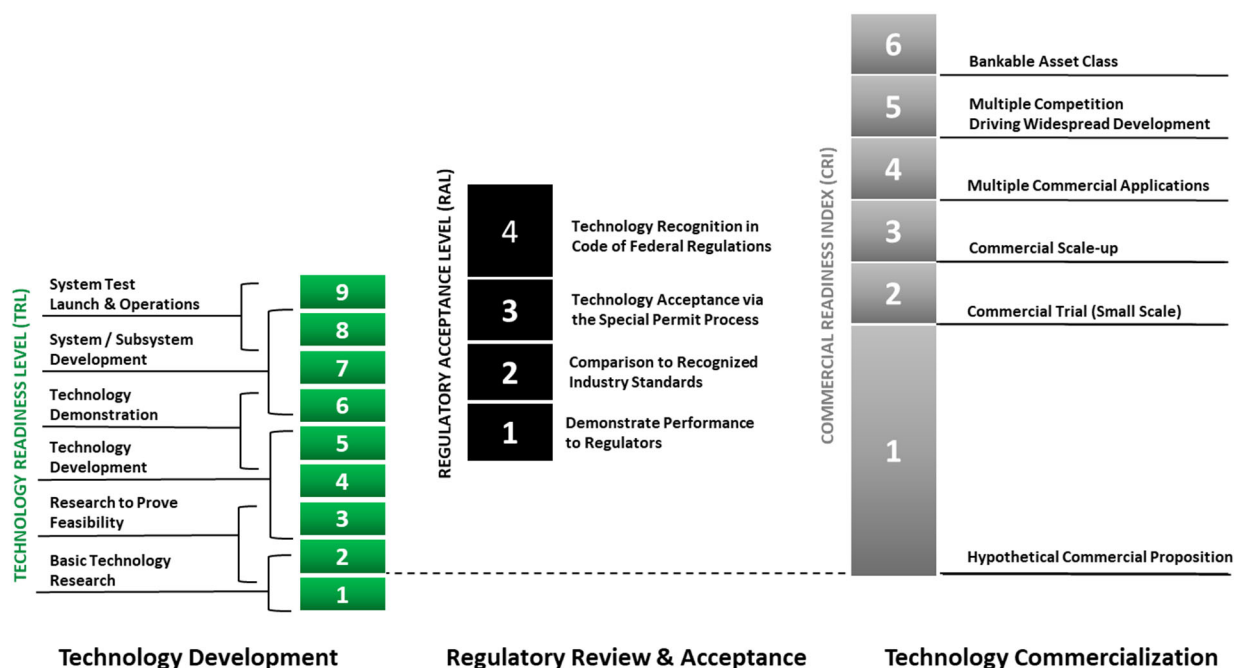 TECHNOLOGY READINESS LEVEL (TRL)
System Test
Launch & Operations
System / Subsystem
Development
Technology
Demonstration
Technology
Development
Research to Prove
Feasibility
Basic Technology
Research
9
8
7
6
5
4
3
2
1
Technology Development
REGULATORY ACCEPTANCE LEVEL (RAL)
4
Technology Recognition in
Code of Federal Regulations
3
Technology Acceptance via
the Special Permit Process
2
Comparison to Recognized
Industry Standards
1
Demonstrate Performance
to Regulators
Regulatory Review & Acceptance
COMMERCIAL READINESS INDEX (CRI)
6
Bankable Asset Class
5
Multiple Competition
Driving Widespread Development
4
Multiple Commercial Applications
3
Commercial Scale-up
2
Commercial Trial (Small Scale)
1
Hypothetical Commercial Proposition
Technology Commercialization